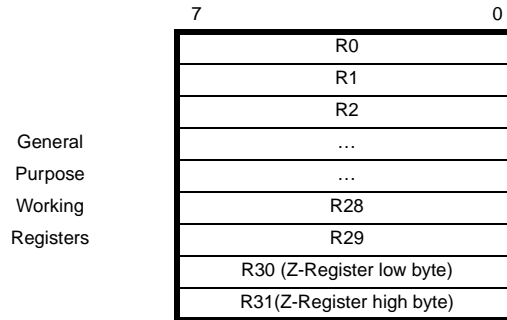 7 0
R0
R1
R2
General …
Purpose …
Working R28
Registers R29
R30 (Z-Register low byte)
R31(Z-Register high byte)